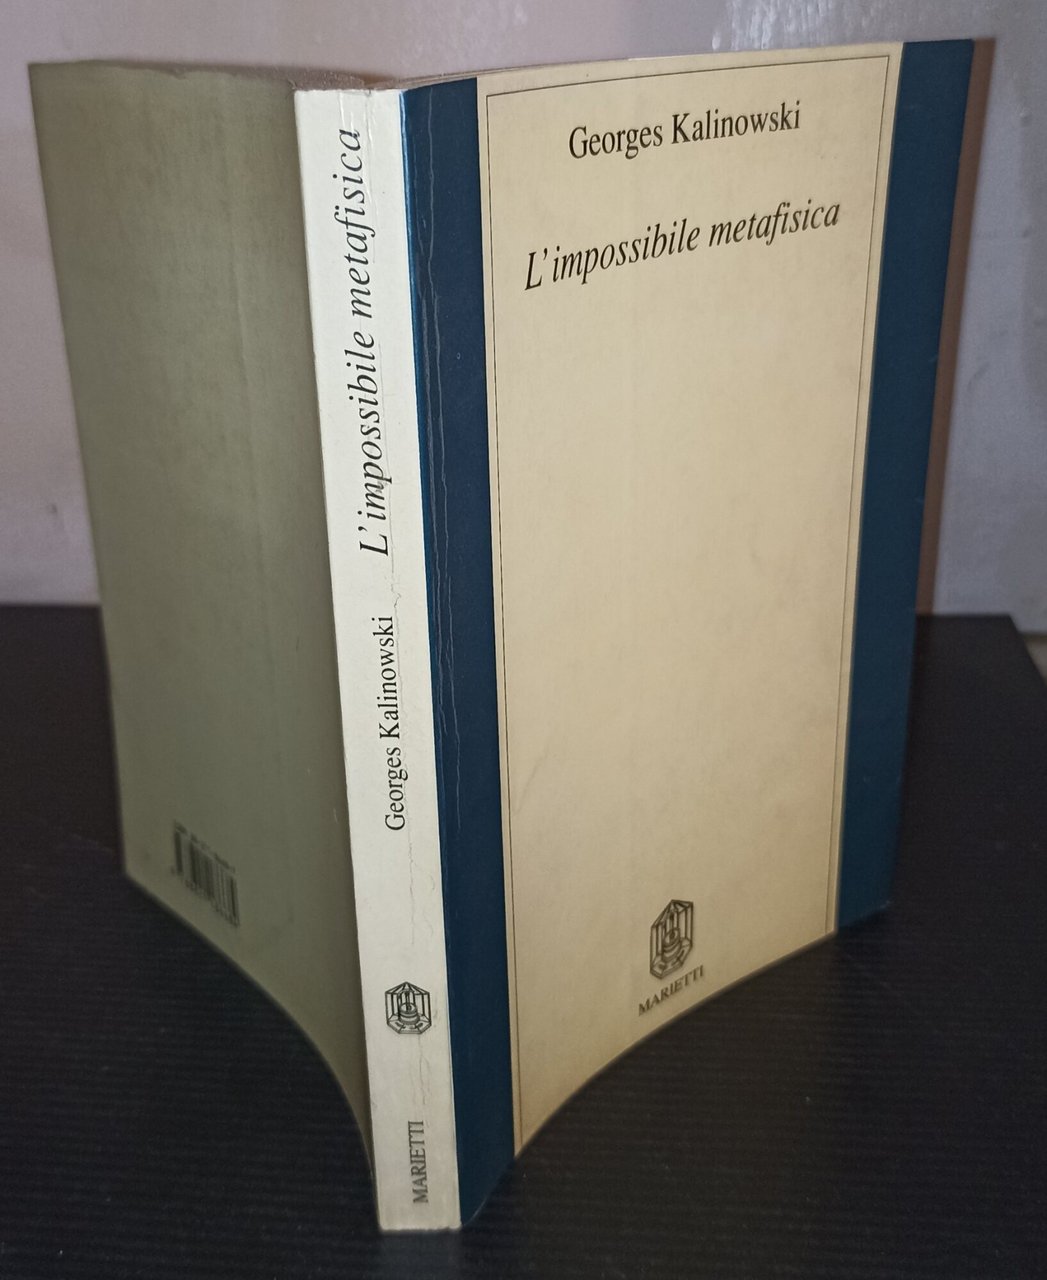 Georges Kalinowski
L'impossibile metafisica
MARIETTI
L'impossibile metafisica
Georges Kalinowski
MARIETTI